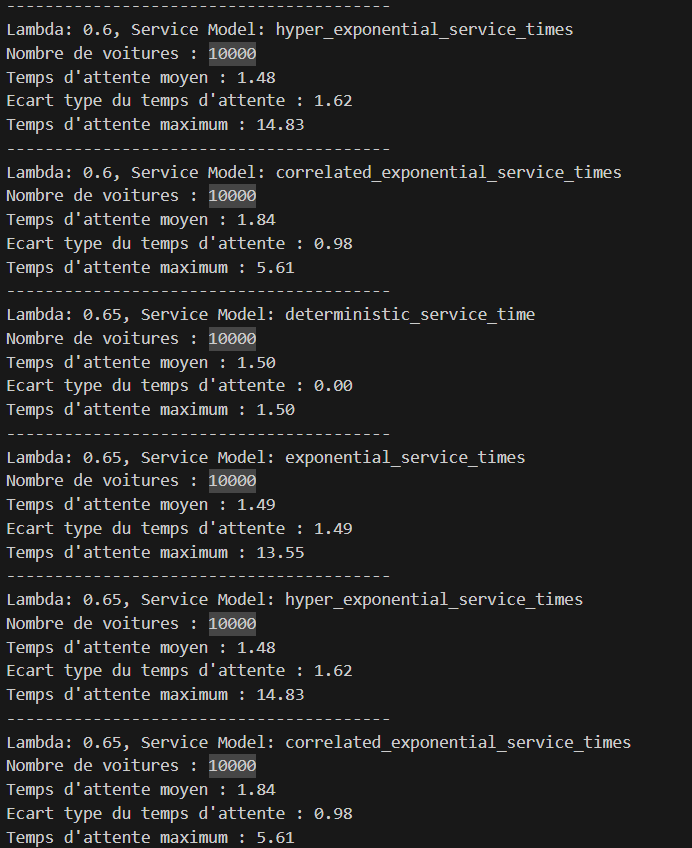 ----------------------------------------
Lambda: 0.6, Service Model: hyper_exponential_service_times
Nombre de voitures : 10000
Temps d'attente moyen : 1.48
Ecart type du temps d'attente : 1.62
Temps d'attente maximum : 14.83
----------------------------------------
Lambda: 0.6, Service Model: correlated_exponential_service_times
Nombre de voitures : 10000
Temps d'attente moyen : 1.84
Ecart type du temps d'attente : 0.98
Temps d'attente maximum : 5.61
----------------------------------------
Lambda: 0.65, Service Model: deterministic_service_time
Nombre de voitures : 10000
Temps d'attente moyen : 1.50
Ecart type du temps d'attente : 0.00
Temps d'attente maximum : 1.50
----------------------------------------
Lambda: 0.65, Service Model: exponential_service_times
Nombre de voitures : 10000
Temps d'attente moyen : 1.49
Ecart type du temps d'attente : 1.49
Temps d'attente maximum : 13.55
----------------------------------------
Lambda: 0.65, Service Model: hyper_exponential_service_times
Nombre de voitures : 10000
Temps d'attente moyen : 1.48
Ecart type du temps d'attente : 1.62
Temps d'attente maximum : 14.83
----------------------------------------
Lambda: 0.65, Service Model: correlated_exponential_service_times
Nombre de voitures : 10000
Temps d'attente moyen : 1.84
Ecart type du temps d'attente : 0.98
Temps d'attente maximum : 5.61